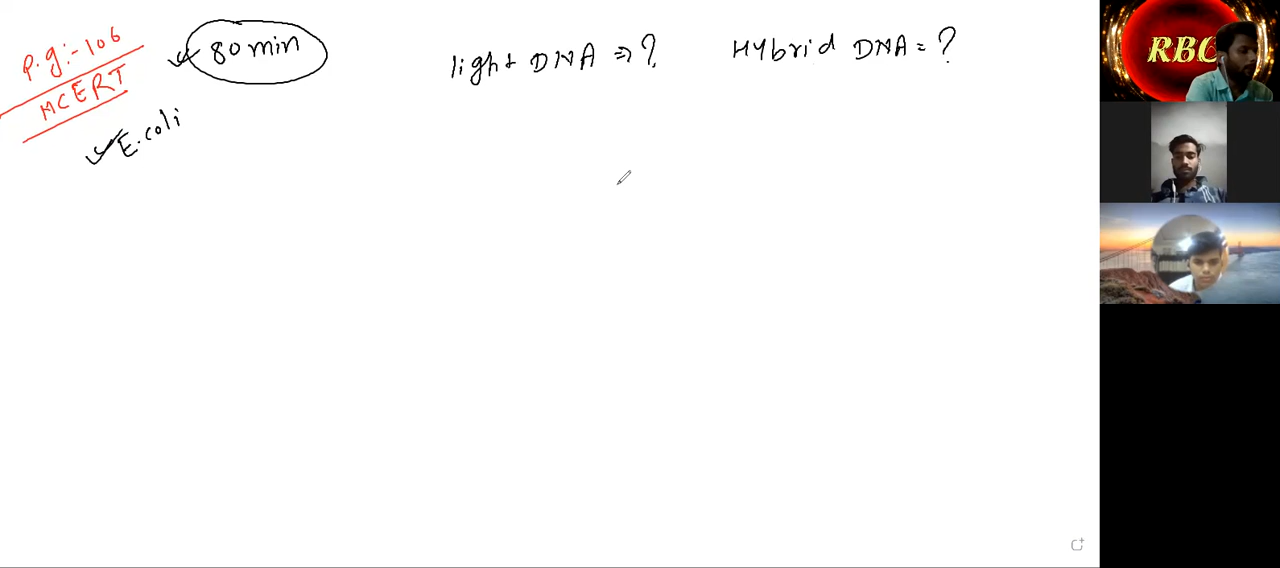 P.g:-106
NCERT
80 min
E.coli
light DNA ⇒ ?
HYbrid DNA = ?
RBC